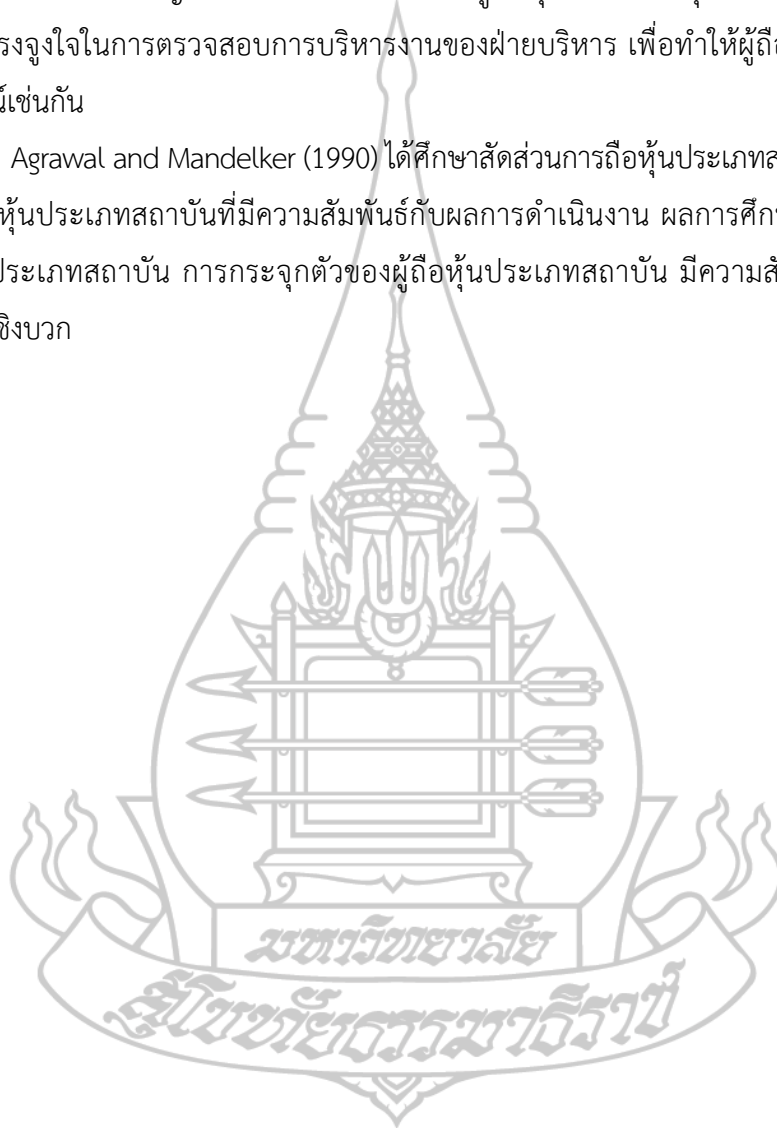 แรงจูงใจในการตรวจสอบการบริหารงานของฝ่ายบริหาร เพื่อทำให้ผู้ถือ
เช่นกัน
Agrawal and Mandelker (1990) ได้ศึกษาสัดส่วนการถือหุ้นประเภทส
หุ้นประเภทสถาบันที่มีความสัมพันธ์กับผลการดำเนินงาน ผลการศึก
ประเภทสถาบัน การกระจุกตัวของผู้ถือหุ้นประเภทสถาบัน มีความสั
ชิงบวก
มหาวิทยาลัย
สุโขทัยธรรมาธิราช